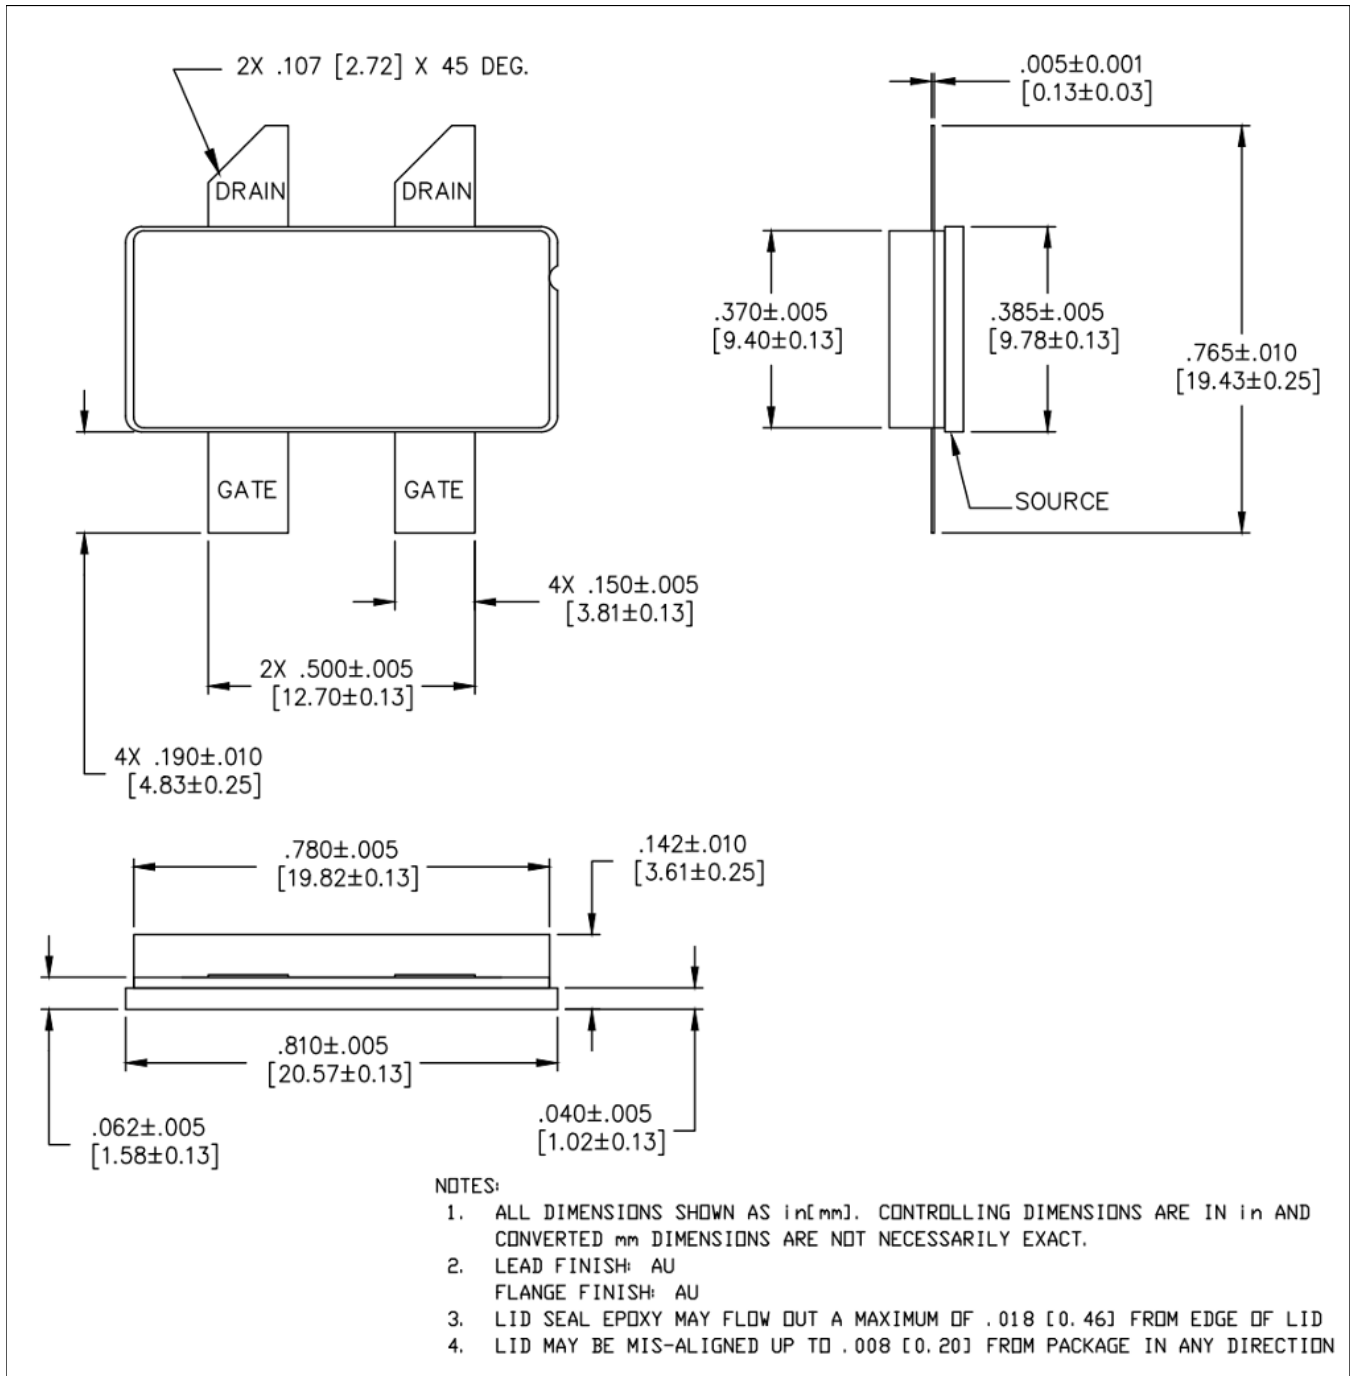 2X .107 [2.72] X 45 DEG.
.005±0.001
[0.13±0.03]
DRAIN
DRAIN
.370±.005
[9.40±0.13]
.385±.005
[9.78±0.13]
.765±.010
[19.43±0.25]
GATE
GATE
SOURCE
4X .150±.005
[3.81±0.13]
2X .500±.005
[12.70±0.13]
4X .190±.010
[4.83±0.25]
.780±.005
[19.82±0.13]
.142±.010
[3.61±0.25]
.810±.005
[20.57±0.13]
.062±.005
[1.58±0.13]
.040±.005
[1.02±0.13]
NOTES:
1. ALL DIMENSIONS SHOWN AS in[mm]. CONTROLLING DIMENSIONS ARE IN in AND
CONVERTED mm DIMENSIONS ARE NOT NECESSARILY EXACT.
2. LEAD FINISH: AU
FLANGE FINISH: AU
3. LID SEAL EPOXY MAY FLOW OUT A MAXIMUM OF .018 [0.46] FROM EDGE OF LID
4. LID MAY BE MIS-ALIGNED UP TO .008 [0.20] FROM PACKAGE IN ANY DIRECTION